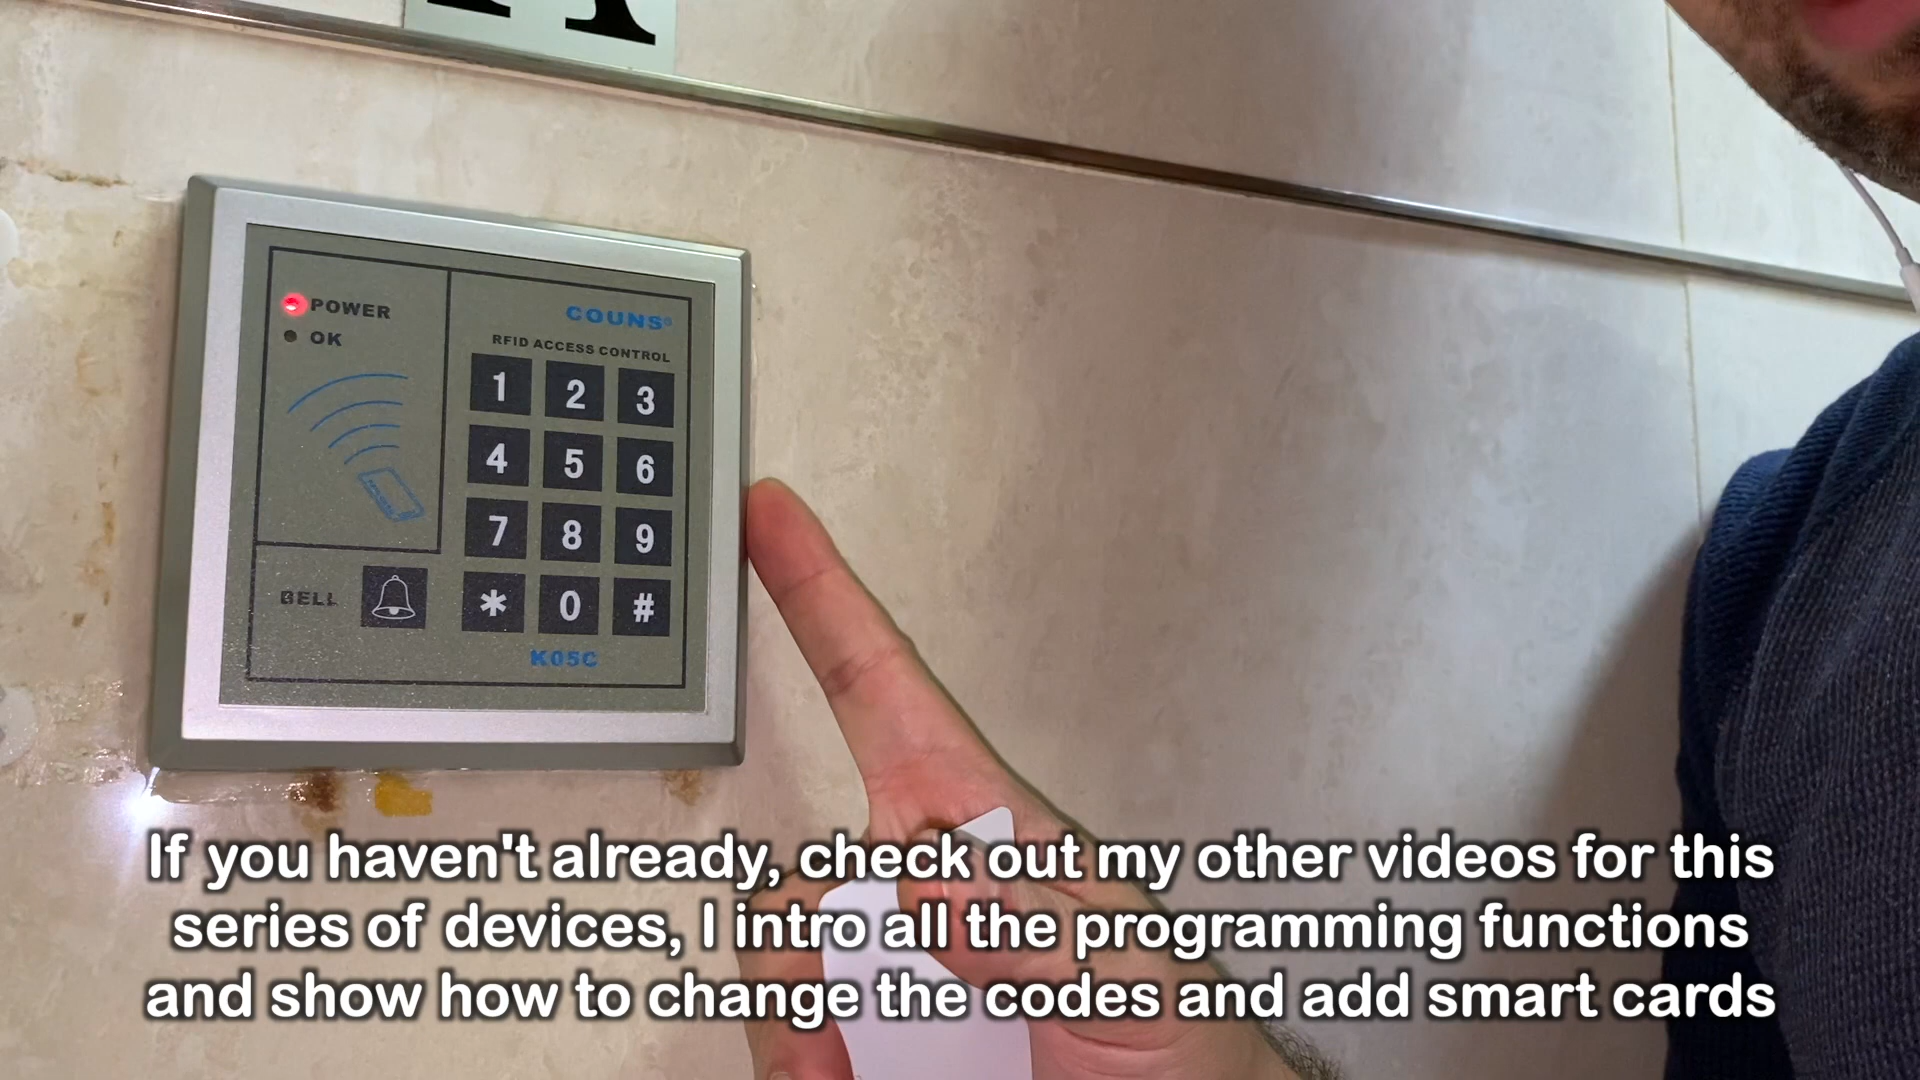 POWER
OK
COUNS®
RFID ACCESS CONTROL
1 2 3
4 5 6
7 8 9
BELL
* 0 #
K05C
If you haven't already, check out my other videos for this
series of devices, I intro all the programming functions
and show how to change the codes and add smart cards